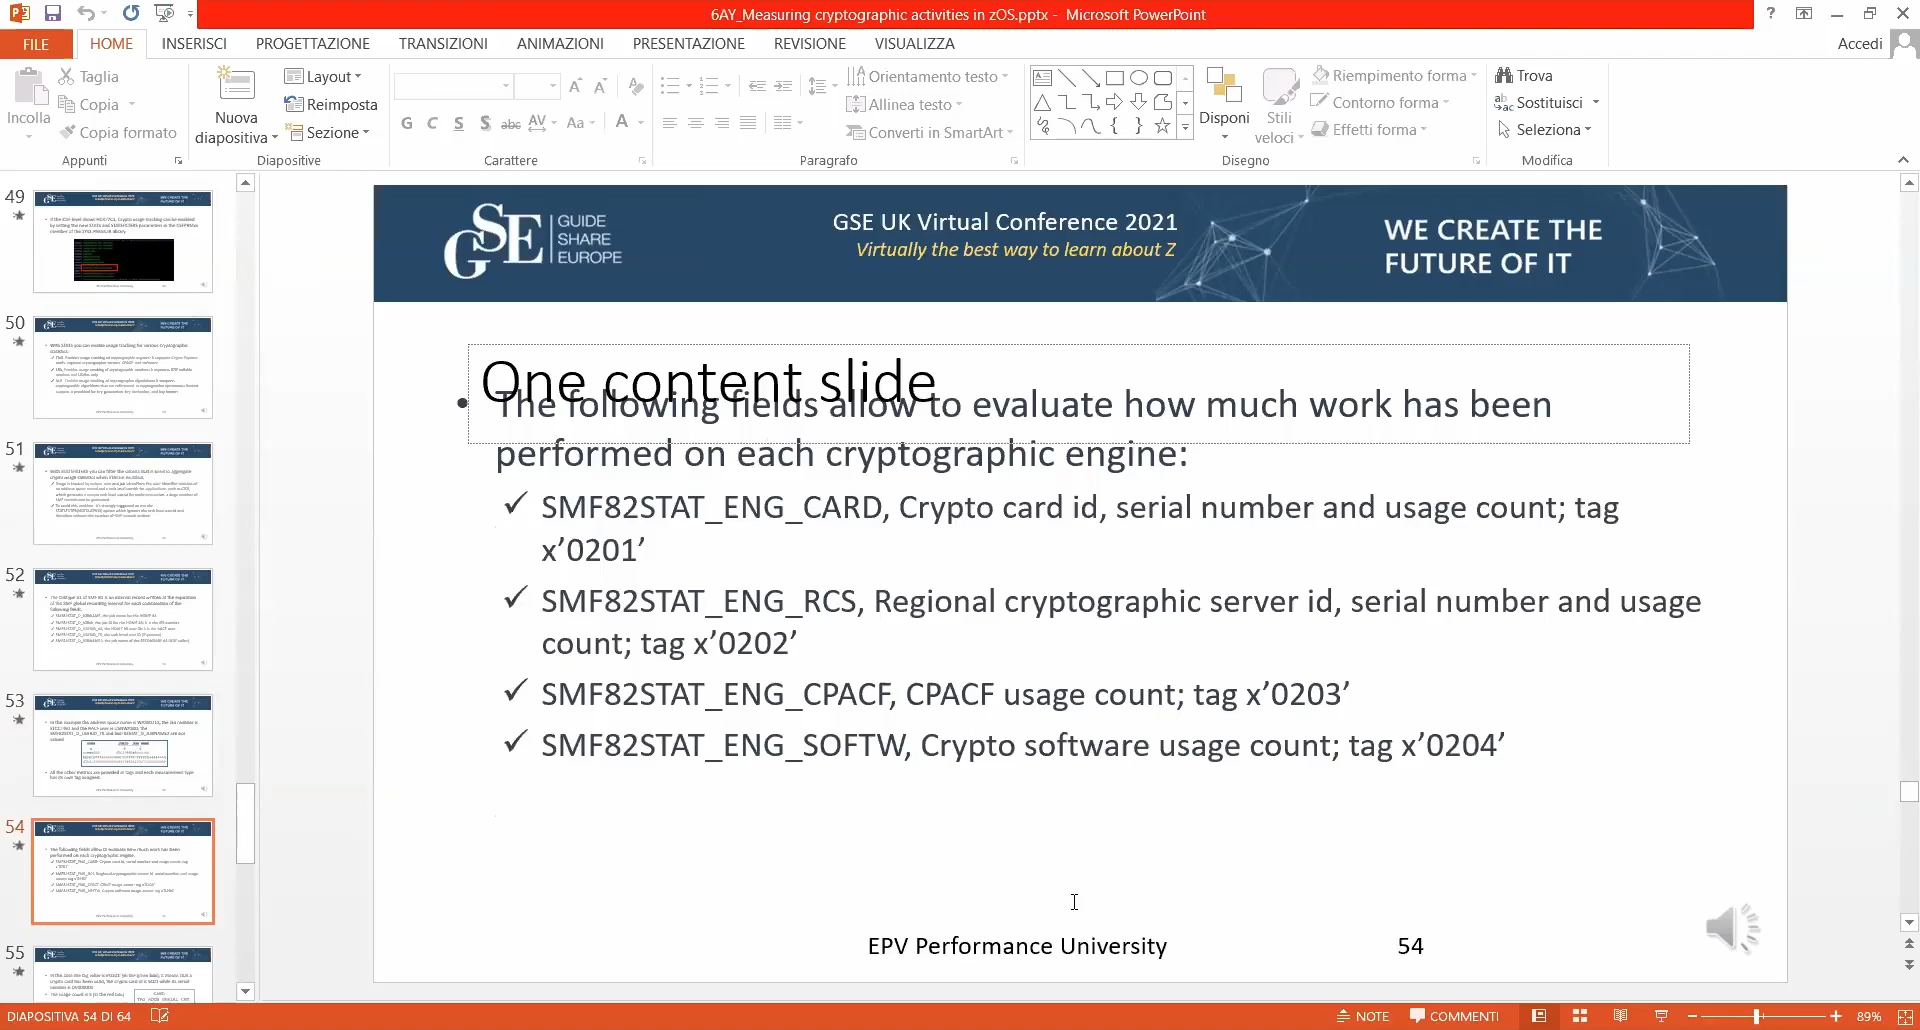 6AY_Measuring cryptographic activities in zOS.pptx - Microsoft PowerPoint
FILE HOME INSERISCI PROGETTAZIONE TRANSIZIONI ANIMAZIONI PRESENTAZIONE REVISIONE VISUALIZZA Accedi
Incolla
Taglia
Copia
Copia formato
Appunti
Nuova
diapositiva
Layout
Reimposta
Sezione
Diapositive
G C S S abc AV Aa A
Carattere
Orientamento testo
Allinea testo
Converti in SmartArt
Paragrafo
Disponi
Stili
veloci
Riempimento forma
Contorno forma
Effetti forma
Disegno
Trova
Sostituisci
Seleziona
Modifica
49
50
51
52
53
54
55
GSE
GUIDE
SHARE
EUROPE
GSE UK Virtual Conference 2021
Virtually the best way to learn about Z
WE CREATE THE
FUTURE OF IT
One content slide
• The following fields allow to evaluate how much work has been
performed on each cryptographic engine:
✓ SMF82STAT_ENG_CARD, Crypto card id, serial number and usage count; tag
x’0201’
✓ SMF82STAT_ENG_RCS, Regional cryptographic server id, serial number and usage
count; tag x’0202’
✓ SMF82STAT_ENG_CPACF, CPACF usage count; tag x’0203’
✓ SMF82STAT_ENG_SOFTW, Crypto software usage count; tag x’0204’
EPV Performance University 54
DIAPOSITIVA 54 DI 64 NOTE COMMENTI 89%